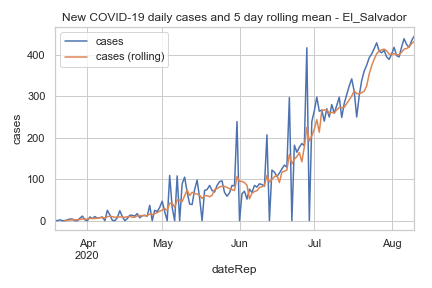 New COVID-19 daily cases and 5 day rolling mean - El_Salvador
cases
cases (rolling)
400
300
200
100
0
cases
Apr
2020
May
Jun
Jul
Aug
dateRep